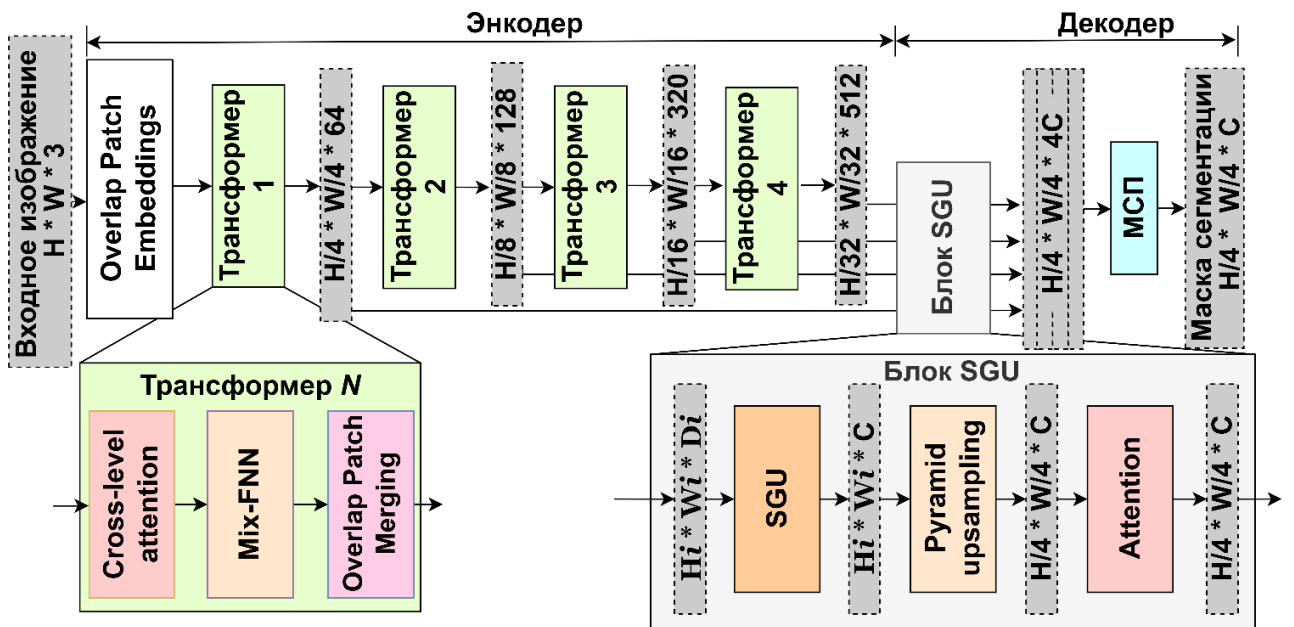 Энкодер
Декодер
Входное изображение
H * W * 3
Overlap Patch
Embeddings
Трансформер
1
H/4 * W/4 * 64
Трансформер
2
H/8 * W/8 * 128
Трансформер
3
H/16 * W/16 * 320
Трансформер
4
H/32 * W/32 * 512
Блок SGU
H/4 * W/4 * 4C
МСП
Маска сегментации
H/4 * W/4 * C
Трансформер N
Cross-level
attention
Mix-FNN
Overlap Patch
Merging
Блок SGU
Hi * Wi * Di
SGU
Hi * Wi * C
Pyramid
upsampling
H/4 * W/4 * C
Attention
H/4 * W/4 * C